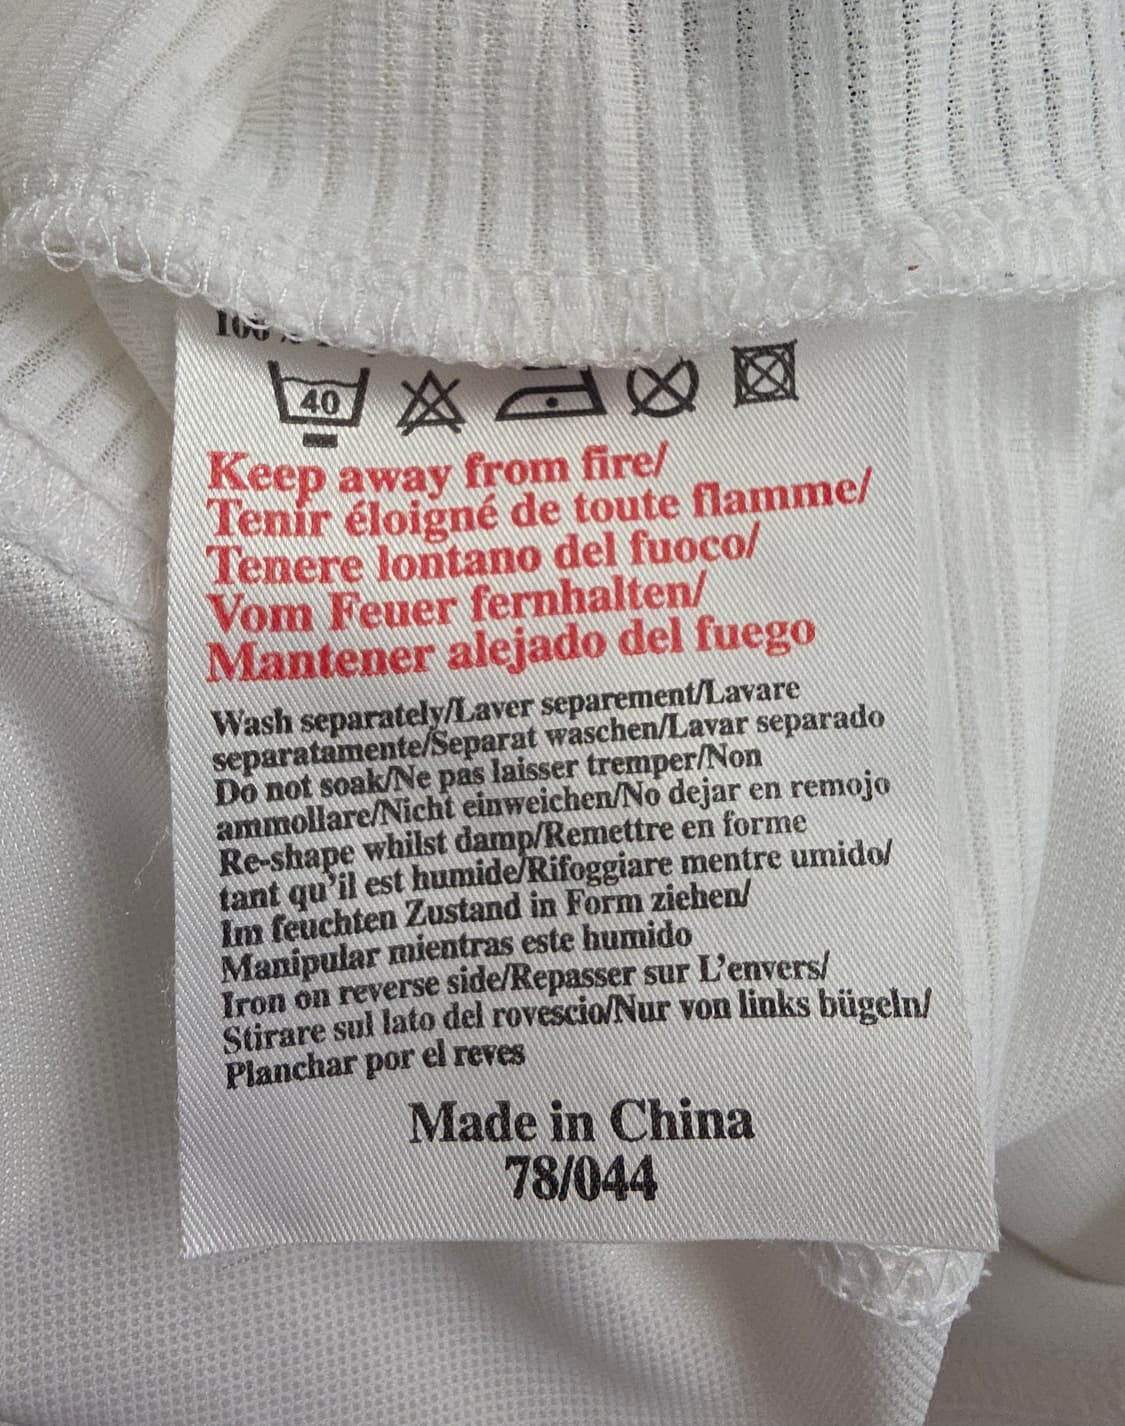 100%
40
Keep away from fire/
Tenir éloigné de toute flamme/
Tenere lontano del fuoco/
Vom Feuer fernhalten/
Mantener alejado del fuego
Wash separately/Laver separement/Lavare
separatamente/Separat waschen/Lavar separado
Do not soak/Ne pas laisser tremper/Non
ammollare/Nicht einweichen/No dejar en remojo
Re-shape whilst damp/Remettre en forme
tant qu'il est humide/Rifoggiare mentre umido/
Im feuchten Zustand in Form ziehen/
Manipular mientras este humido
Iron on reverse side/Repasser sur L'envers/
Stirare sul lato del rovescio/Nur von links bügeln/
Planchar por el reves
Made in China
78/044